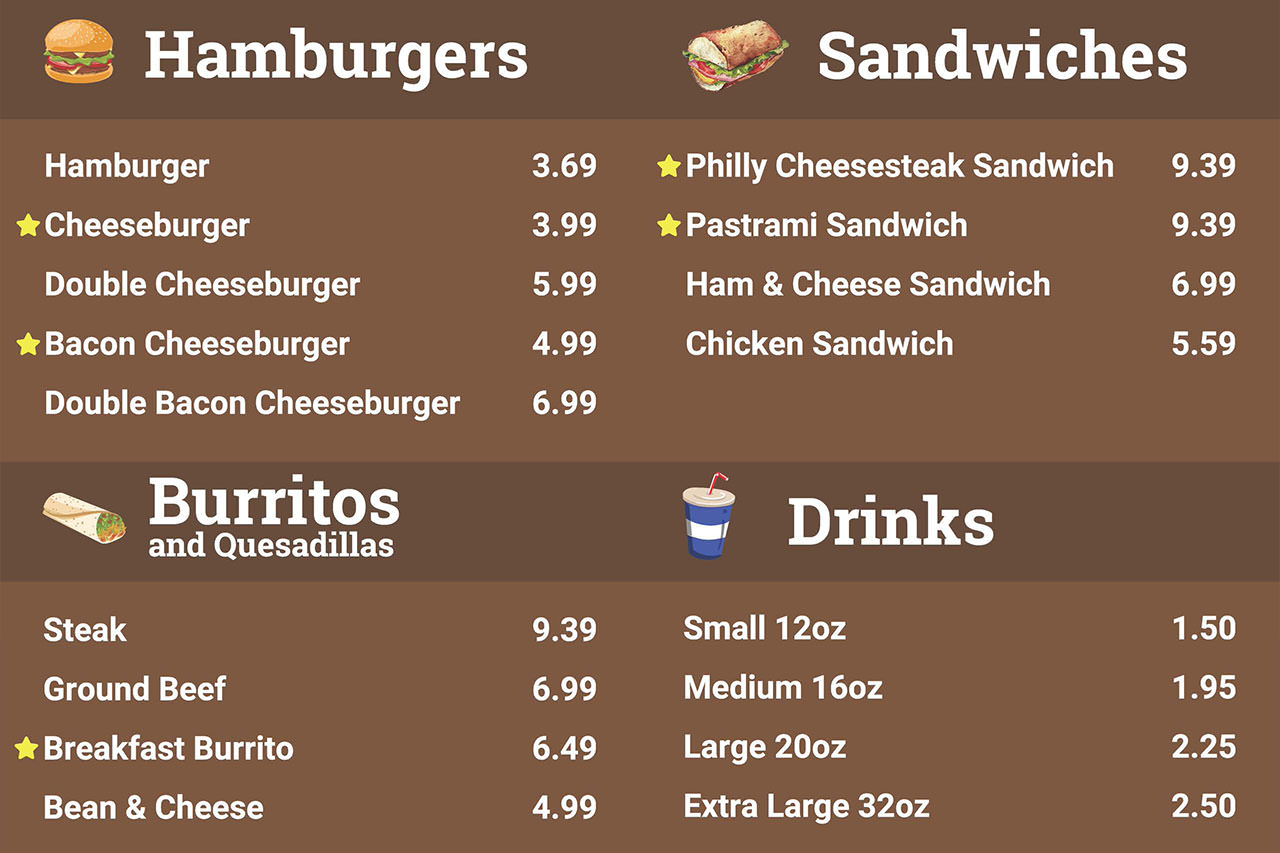 Hamburgers
Hamburger 3.69
Cheeseburger 3.99
Double Cheeseburger 5.99
Bacon Cheeseburger 4.99
Double Bacon Cheeseburger 6.99
Sandwiches
Philly Cheesesteak Sandwich 9.39
Pastrami Sandwich 9.39
Ham & Cheese Sandwich 6.99
Chicken Sandwich 5.59
Burritos
and Quesadillas
Steak 9.39
Ground Beef 6.99
Breakfast Burrito 6.49
Bean & Cheese 4.99
Drinks
Small 12oz 1.50
Medium 16oz 1.95
Large 20oz 2.25
Extra Large 32oz 2.50